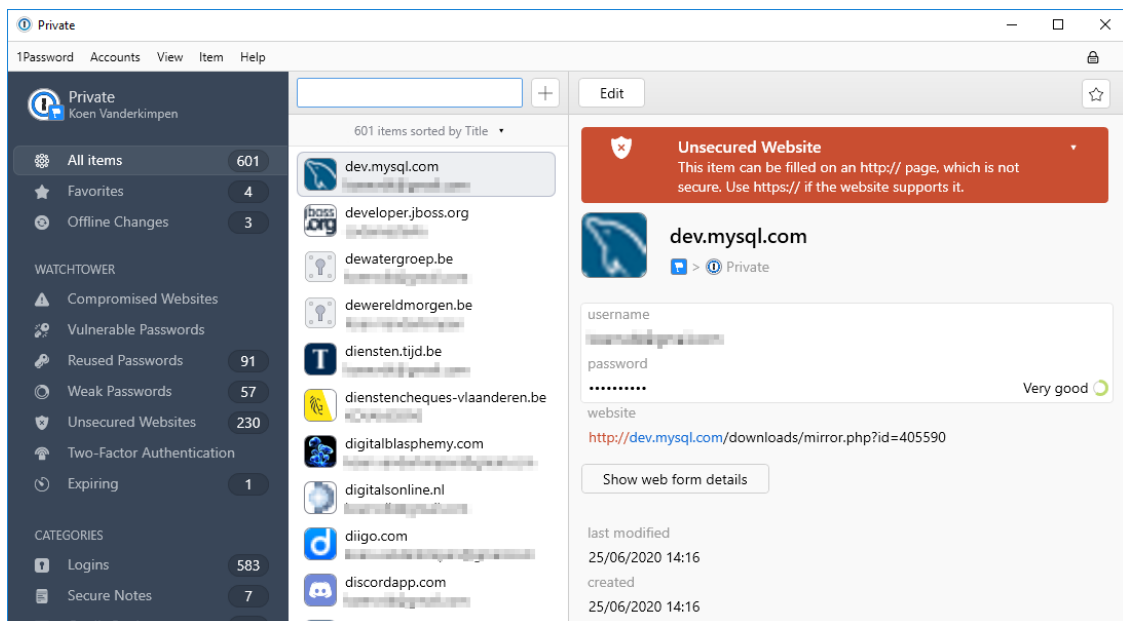 Private
1Password Accounts View Item Help
Private
Koen Vanderkimpen
All items 601
Favorites 4
Offline Changes 3
WATCHTOWER
Compromised Websites
Vulnerable Passwords
Reused Passwords 91
Weak Passwords 57
Unsecured Websites 230
Two-Factor Authentication
Expiring 1
CATEGORIES
Logins 583
Secure Notes 7
601 items sorted by Title
dev.mysql.com
boss
.org
developer.jboss.org
dewatergroep.be
dewereldmorgen.be
T
diensten.tijd.be
dienstencheques-vlaanderen.be
digitalblasphemy.com
digitalsonline.nl
d
diigo.com
discordapp.com
Edit
Unsecured Website
This item can be filled on an http:// page, which is not
secure. Use https:// if the website supports it.
dev.mysql.com
> Private
username
password
•••••••••• Very good
website
http://dev.mysql.com/downloads/mirror.php?id=405590
Show web form details
last modified
25/06/2020 14:16
created
25/06/2020 14:16